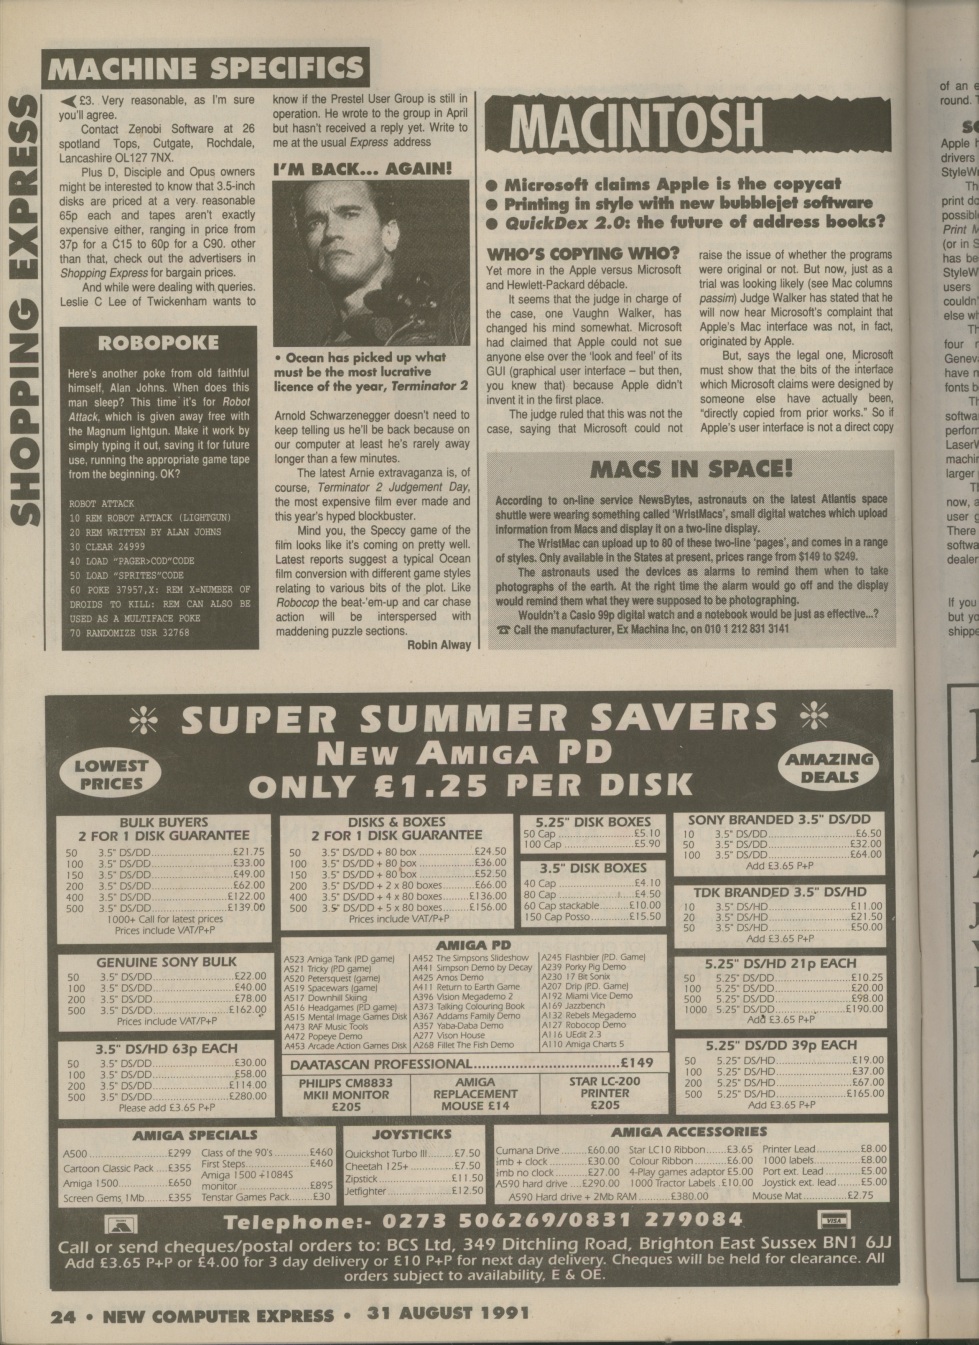 MACHINE SPECIFICS
SHOPPING EXPRESS
£3. Very reasonable, as I'm sure
you'll agree.
Contact Zenobi Software at 26
spotland Tops, Cutgate, Rochdale,
Lancashire OL127 7NX.
Plus D, Disciple and Opus owners
might be interested to know that 3.5-inch
disks are priced at a very reasonable
65p each and tapes aren't exactly
expensive either, ranging in price from
37p for a C15 to 60p for a C90. other
than that, check out the advertisers in
Shopping Express for bargain prices.
And while were dealing with queries.
Leslie C Lee of Twickenham wants to
ROBOPOKE
Here's another poke from old faithful
himself, Alan Johns. When does this
man sleep? This time it's for Robot
Attack, which is given away free with
the Magnum lightgun. Make it work by
simply typing it out, saving it for future
use, running the appropriate game tape
from the beginning. OK?
ROBOT ATTACK
10 REM ROBOT ATTACK (LIGHTGUN)
20 REM WRITTEN BY ALAN JOHNS
30 CLEAR 24999
40 LOAD "PAGER>COD"CODE
50 LOAD "SPRITES"CODE
60 POKE 37957,X: REM X=NUMBER OF
DROIDS TO KILL: REM CAN ALSO BE
USED AS A MULTIFACE POKE
70 RANDOMIZE USR 32768
know if the Prestel User Group is still in
operation. He wrote to the group in April
but hasn't received a reply yet. Write to
me at the usual Express address
I'M BACK... AGAIN!
• Ocean has picked up what
must be the most lucrative
licence of the year, Terminator 2
Arnold Schwarzenegger doesn't need to
keep telling us he'll be back because on
our computer at least he's rarely away
longer than a few minutes.
The latest Arnie extravaganza is, of
course, Terminator 2 Judgement Day,
the most expensive film ever made and
this year's hyped blockbuster.
Mind you, the Speccy game of the
film looks like it's coming on pretty well.
Latest reports suggest a typical Ocean
film conversion with different game styles
relating to various bits of the plot. Like
Robocop the beat-'em-up and car chase
action will be interspersed with
maddening puzzle sections.
Robin Alway
MACINTOSH
● Microsoft claims Apple is the copycat
● Printing in style with new bubblejet software
● QuickDex 2.0: the future of address books?
WHO'S COPYING WHO?
Yet more in the Apple versus Microsoft
and Hewlett-Packard débacle.
It seems that the judge in charge of
the case, one Vaughn Walker, has
changed his mind somewhat. Microsoft
had claimed that Apple could not sue
anyone else over the 'look and feel' of its
GUI (graphical user interface – but then,
you knew that) because Apple didn't
invent it in the first place.
The judge ruled that this was not the
case, saying that Microsoft could not
raise the issue of whether the programs
were original or not. But now, just as a
trial was looking likely (see Mac columns
passim) Judge Walker has stated that he
will now hear Microsoft's complaint that
Apple's Mac interface was not, in fact,
originated by Apple.
But, says the legal one, Microsoft
must show that the bits of the interface
which Microsoft claims were designed by
someone else have actually been,
"directly copied from prior works." So if
Apple's user interface is not a direct copy
MACS IN SPACE!
According to on-line service NewsBytes, astronauts on the latest Atlantis space
shuttle were wearing something called 'WristMacs', small digital watches which upload
information from Macs and display it on a two-line display.
The WristMac can upload up to 80 of these two-line 'pages', and comes in a range
of styles. Only available in the States at present, prices range from $149 to $249.
The astronauts used the devices as alarms to remind them when to take
photographs of the earth. At the right time the alarm would go off and the display
would remind them what they were supposed to be photographing.
Wouldn't a Casio 99p digital watch and a notebook would be just as effective...?
☎ Call the manufacturer, Ex Machina Inc, on 010 1 212 831 3141
SUPER SUMMER SAVERS
NEW AMIGA PD
ONLY £1.25 PER DISK
LOWEST
PRICES
AMAZING
DEALS
BULK BUYERS
2 FOR 1 DISK GUARANTEE
50 3.5" DS/DD £21.75
100 3.5" DS/DD £33.00
150 3.5" DS/DD £49.00
200 3.5" DS/DD £62.00
400 3.5" DS/DD £122.00
500 3.5" DS/DD £139.00
1000+ Call for latest prices
Prices include VAT/P+P
GENUINE SONY BULK
50 3.5" DS/DD £22.00
100 3.5" DS/DD £40.00
200 3.5" DS/DD £78.00
500 3.5" DS/DD £162.00
Prices include VAT/P+P
3.5" DS/HD 63p EACH
50 3.5" DS/DD £30.00
100 3.5" DS/DD £58.00
200 3.5" DS/DD £114.00
500 3.5" DS/DD £280.00
Please add £3.65 P+P
DISKS & BOXES
2 FOR 1 DISK GUARANTEE
50 3.5" DS/DD + 80 box £24.50
100 3.5" DS/DD + 80 box £36.00
150 3.5" DS/DD + 80 box £52.50
200 3.5" DS/DD + 2 x 80 boxes £66.00
400 3.5" DS/DD + 4 x 80 boxes £136.00
500 3.5" DS/DD + 5 x 80 boxes £156.00
Prices include VAT/P+P
5.25" DISK BOXES
50 Cap £5.10
100 Cap £5.90
3.5" DISK BOXES
40 Cap £4.10
80 Cap £4.50
60 Cap stackable £10.00
150 Cap Posso £15.50
AMIGA PD
A523 Amiga Tank (P.D game)
A521 Tricky (P.D game)
A520 Petersquest (game)
A519 Spacewars (game)
A517 Downhill Skiing
A516 Headgames (P.D game)
A515 Mental Image Games Disk
A473 RAF Music Tools
A472 Popeye Demo
A453 Arcade Action Games Disk
A452 The Simpsons Slideshow
A441 Simpson Demo by Decay
A425 Amos Demo
A411 Return to Earth Game
A396 Vision Megademo 2
A373 Talking Colouring Book
A367 Addams Family Demo
A357 Yaba-Daba Demo
A277 Vison House
A268 Fillet The Fish Demo
A245 Flashbier (P.D. Game)
A239 Porky Pig Demo
A230 17 Bit Sonix
A207 Drip (P.D. Game)
A192 Miami Vice Demo
A169 Jazzbench
A132 Rebels Megademo
A127 Robocop Demo
A116 UEdit 2.3
A110 Amiga Charts 5
DAATASCAN PROFESSIONAL £149
PHILIPS CM8833
MKII MONITOR
£205
AMIGA
REPLACEMENT
MOUSE £14
STAR LC-200
PRINTER
£205
SONY BRANDED 3.5" DS/DD
10 3.5" DS/DD £6.50
50 3.5" DS/DD £32.00
100 3.5" DS/DD £64.00
Add £3.65 P+P
TDK BRANDED 3.5" DS/HD
10 3.5" DS/HD £11.00
20 3.5" DS/HD £21.50
50 3.5" DS/HD £50.00
Add £3.65 P+P
5.25" DS/HD 21p EACH
50 5.25" DS/DD £10.25
100 5.25" DS/DD £20.00
500 5.25" DS/DD £98.00
1000 5.25" DS/DD £190.00
Add £3.65 P+P
5.25" DS/DD 39p EACH
50 5.25" DS/HD £19.00
100 5.25" DS/HD £37.00
200 5.25" DS/HD £67.00
500 5.25" DS/HD £165.00
Add £3.65 P+P
AMIGA SPECIALS
A500 £299
Cartoon Classic Pack £355
Amiga 1500 £650
Screen Gems 1Mb £355
Class of the 90's £460
First Steps £460
Amiga 1500 +1084S
monitor £895
Tenstar Games Pack £30
JOYSTICKS
Quickshot Turbo III £7.50
Cheetah 125+ £7.50
Zipstick £11.50
Jetfighter £12.50
AMIGA ACCESSORIES
Cumana Drive £60.00
imb + clock £30.00
imb no clock £27.00
A590 hard drive £290.00
Star LC10 Ribbon £3.65
Colour Ribbon £6.00
4-Play games adaptor £5.00
1000 Tractor Labels £10.00
Printer Lead £8.00
1000 labels £8.00
Port ext. Lead £5.00
Joystick ext. lead £5.00
A590 Hard drive + 2Mb RAM £380.00
Mouse Mat £2.75
Telephone:- 0273 506269/0831 279084
VISA
Call or send cheques/postal orders to: BCS Ltd, 349 Ditchling Road, Brighton East Sussex BN1 6JJ
Add £3.65 P+P or £4.00 for 3 day delivery or £10 P+P for next day delivery. Cheques will be held for clearance. All
orders subject to availability, E & OE.
24 • NEW COMPUTER EXPRESS • 31 AUGUST 1991